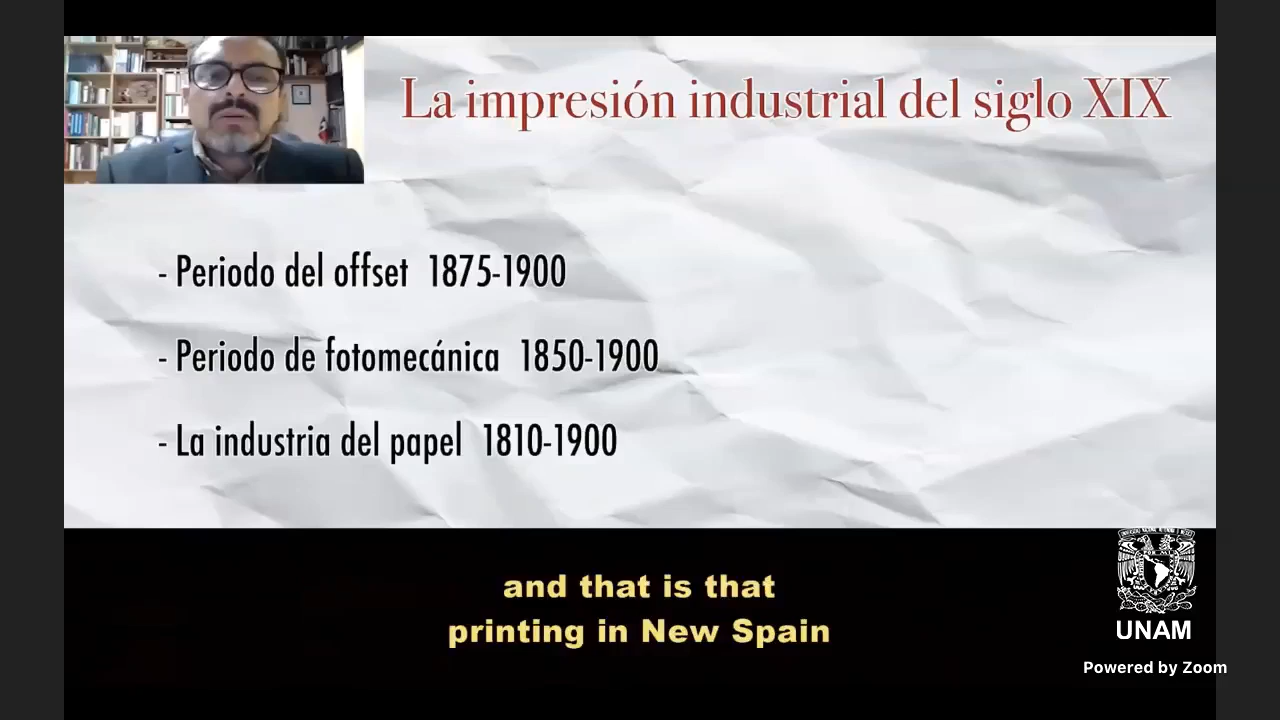 La impresión industrial del siglo XIX
- Periodo del offset 1875-1900
- Periodo de fotomecánica 1850-1900
- La industria del papel 1810-1900
and that is that
printing in New Spain
UNAM
Powered by Zoom